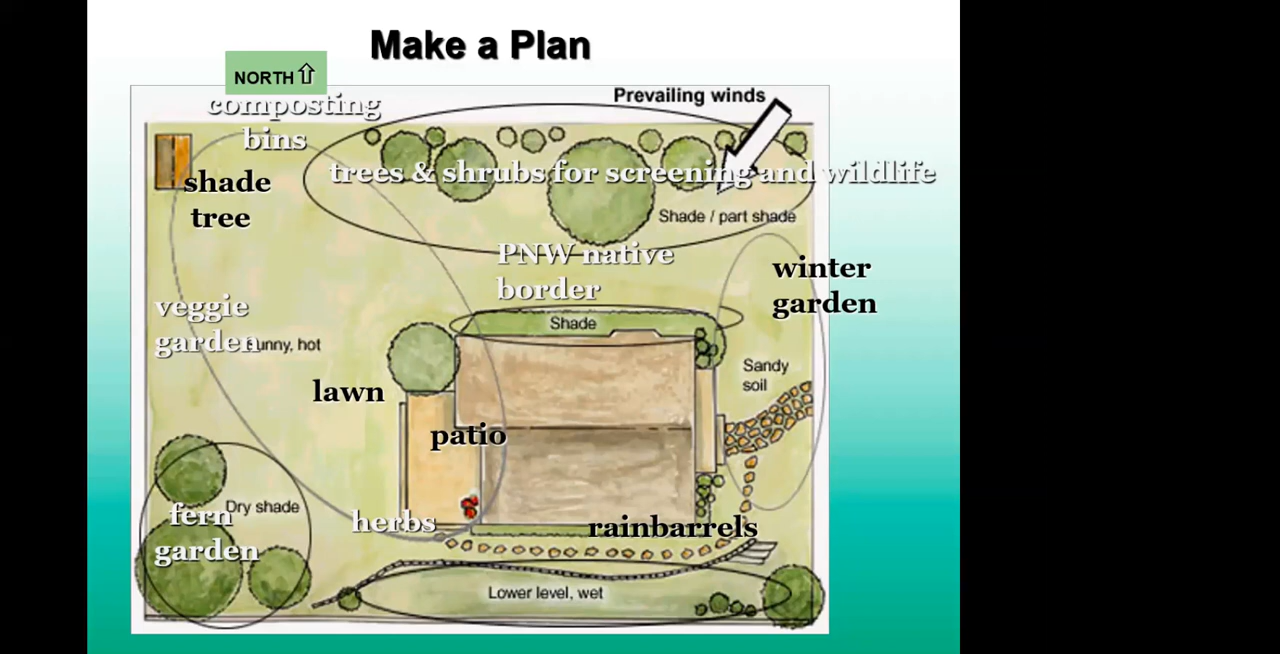 Make a Plan
NORTH
Prevailing winds
composting
bins
trees & shrubs for screening and wildlife
shade
tree
Shade / part shade
PNW native
border
winter
garden
veggie
garden
unny, hot
Shade
Sandy
soil
lawn
patio
Dry shade
fern
garden
herbs
rainbarrels
Lower level, wet